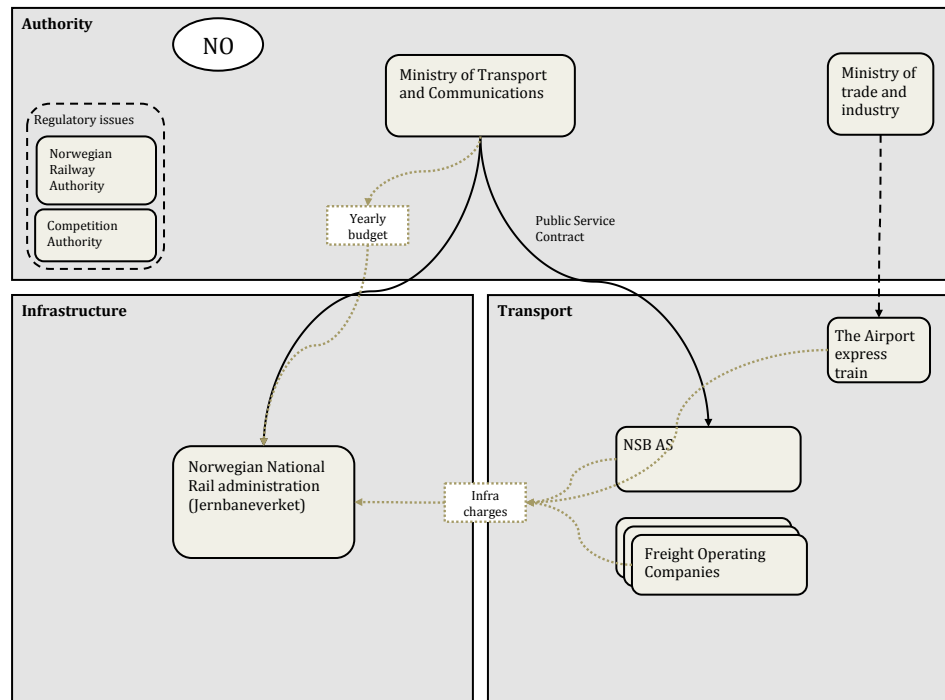 Authority
NO
Ministry of Transport
and Communications
Ministry of
trade and
industry
Regulatory issues
Norwegian
Railway
Authority
Competition
Authority
Yearly
budget
Public Service
Contract
Infrastructure
Transport
The Airport
express
train
NSB AS
Norwegian National
Rail administration
(Jernbaneverket)
Infra
charges
Freight Operating
Companies